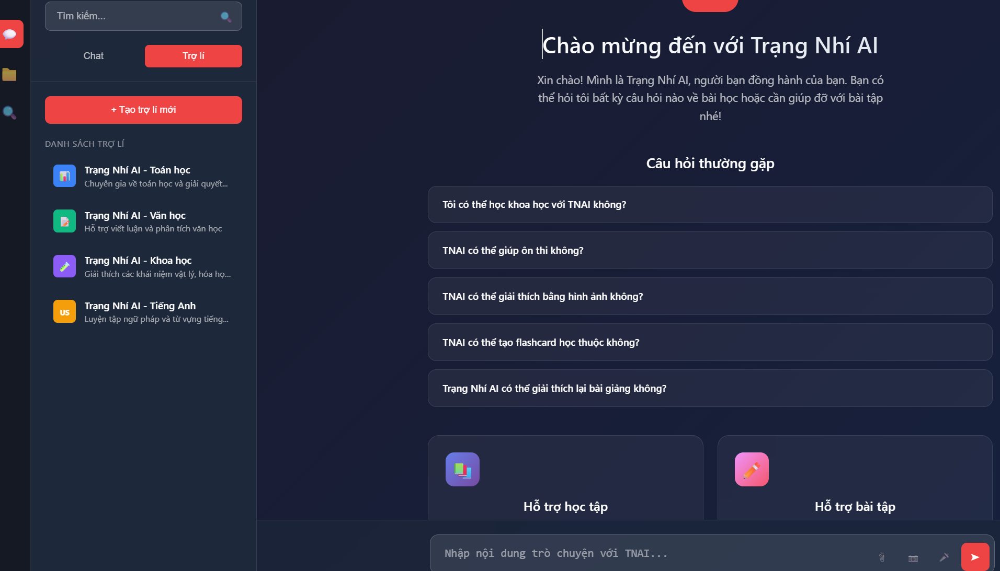 Tìm kiếm...
Chat
Trợ lí
+ Tạo trợ lí mới
DANH SÁCH TRỢ LÍ
Trạng Nhí AI - Toán học
Chuyên gia về toán học và giải quyết...
Trạng Nhí AI - Văn học
Hỗ trợ viết luận và phân tích văn học
Trạng Nhí AI - Khoa học
Giải thích các khái niệm vật lý, hóa họ...
US
Trạng Nhí AI - Tiếng Anh
Luyện tập ngữ pháp và từ vựng tiếng...
Chào mừng đến với Trạng Nhí AI
Xin chào! Mình là Trạng Nhí AI, người bạn đồng hành của bạn. Bạn có
thể hỏi tôi bất kỳ câu hỏi nào về bài học hoặc cần giúp đỡ với bài tập
nhé!
Câu hỏi thường gặp
Tôi có thể học khoa học với TNAI không?
TNAI có thể giúp ôn thi không?
TNAI có thể giải thích bằng hình ảnh không?
TNAI có thể tạo flashcard học thuộc không?
Trạng Nhí AI có thể giải thích lại bài giảng không?
Hỗ trợ học tập
Hỗ trợ bài tập
Nhập nội dung trò chuyện với TNAI...